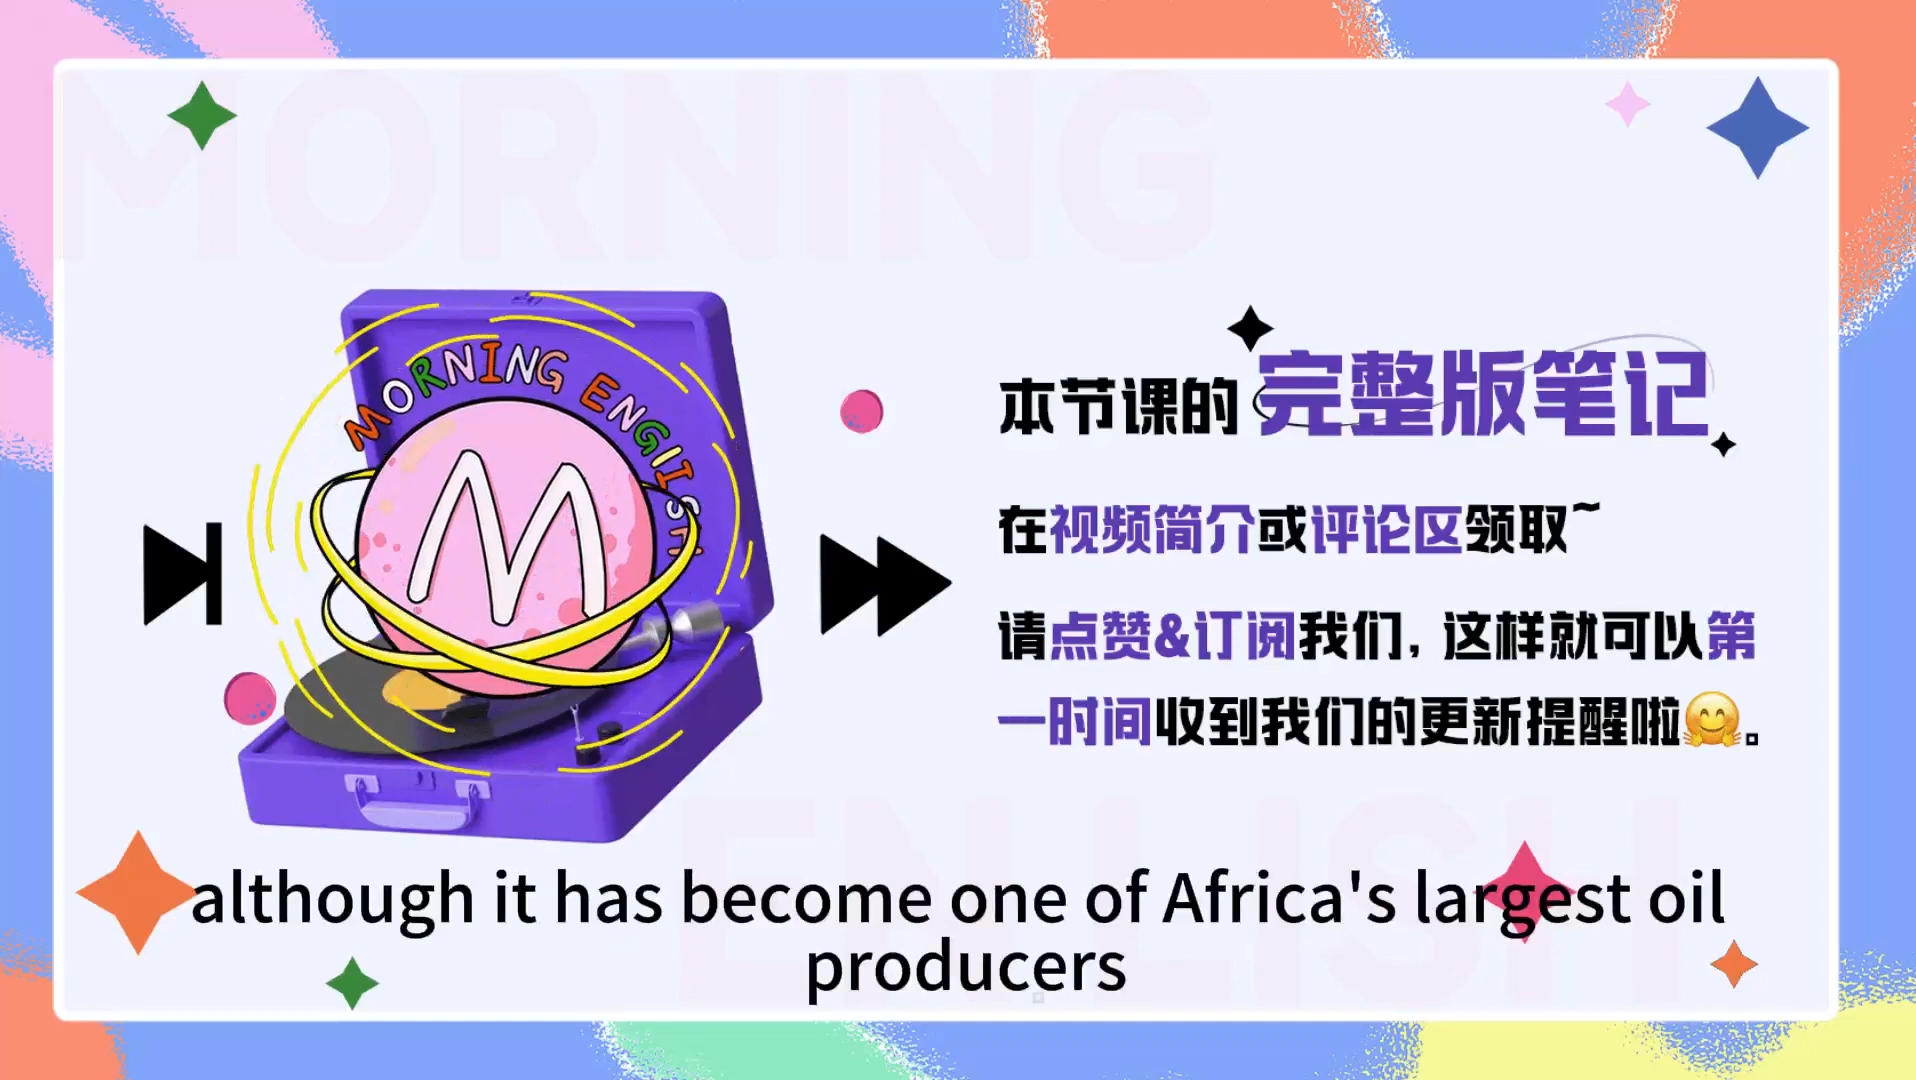 MORNING
MORNING ENGLISH
M
本节课的 完整版笔记
在视频简介或评论区领取~
请点赞&订阅我们, 这样就可以第
一时间收到我们的更新提醒啦🤗。
although it has become one of Africa's largest oil
producers